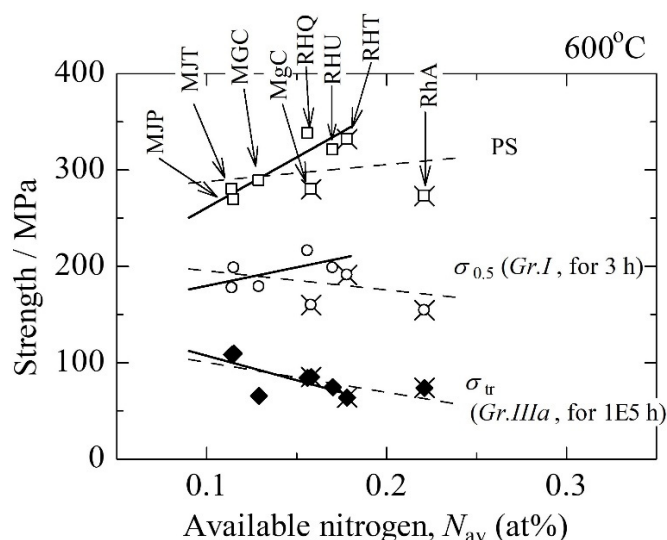 600°C
MJP
MJT
MGC
MgC
RHQ
RHU
RHT
RhA
400
300
200
100
0
Strength / MPa
PS
σ0.5 (Gr.I , for 3 h)
σtr
(Gr.IIIa , for 1E5 h)
0.1
0.2
0.3
Available nitrogen, Nav (at%)